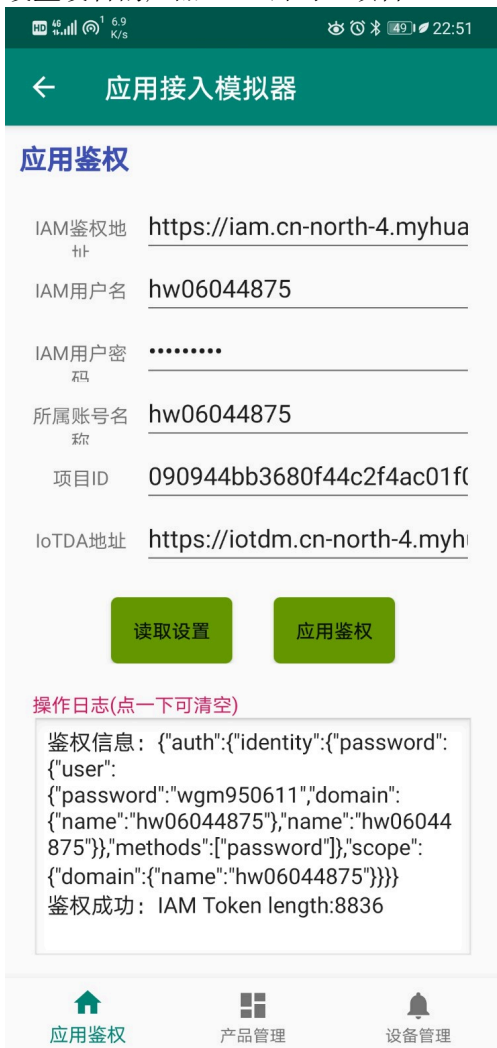 HD 4G 1 6.9 K/s 49 22:51
应用接入模拟器
应用鉴权
IAM鉴权地址 https://iam.cn-north-4.myhua
IAM用户名 hw06044875
IAM用户密码 •••••••••
所属账号名称 hw06044875
项目ID 090944bb3680f44c2f4ac01f0
IoTDA地址 https://iotdm.cn-north-4.myh
读取设置 应用鉴权
操作日志(点一下可清空)
鉴权信息：{"auth":{"identity":{"password":
{"user":
{"password":"wgm950611","domain":
{"name":"hw06044875"},"name":"hw06044
875"}},"methods":["password"]},"scope":
{"domain":{"name":"hw06044875"}}}}
鉴权成功：IAM Token length:8836
应用鉴权 产品管理 设备管理